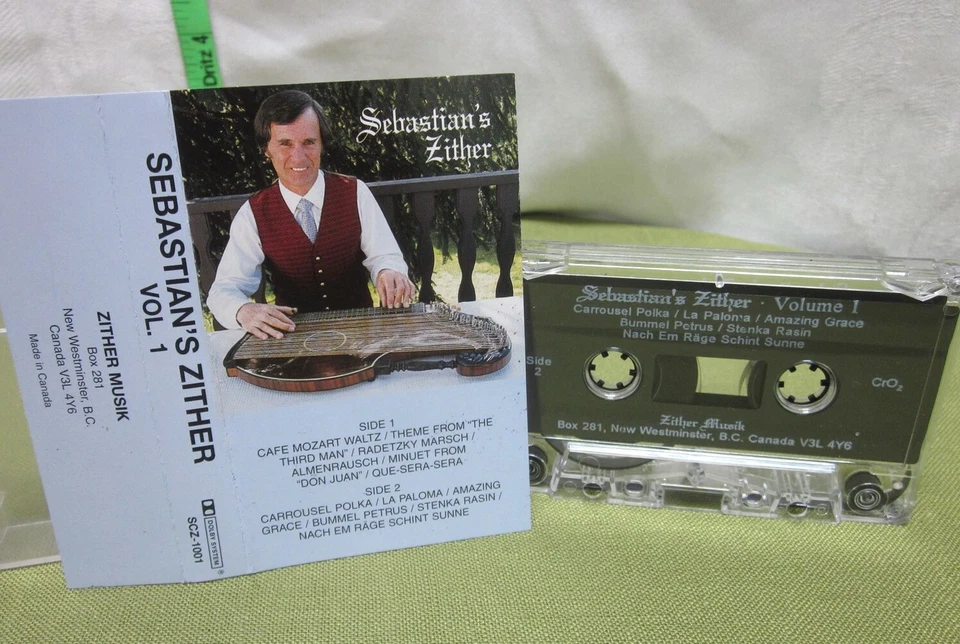 Dritz 4
ZITHER MUSIK
Box 281
New Westminster, B.C.
Canada V3L 4Y6
Made in Canada
SEBASTIAN'S ZITHER
VOL. 1
DOLBY SYSTEM
SCZ-1001
Sebastian's
Zither
SIDE 1
CAFE MOZART WALTZ / THEME FROM "THE
THIRD MAN" / RADETZKY MARSCH /
ALMENRAUSCH / MINUET FROM
"DON JUAN" / QUE-SERA-SERA
SIDE 2
CARROUSEL POLKA / LA PALOMA / AMAZING
GRACE / BUMMEL PETRUS / STENKA RASIN /
NACH EM RÄGE SCHINT SUNNE
Sebastian's Zither · Volume 1
Carrousel Polka / La Paloma / Amazing Grace
Bummel Petrus / Stenka Rasin
Nach Em Räge Schint Sunne
Side
2
CrO2
Zither Musik
Box 281, New Westminster, B.C. Canada V3L 4Y6